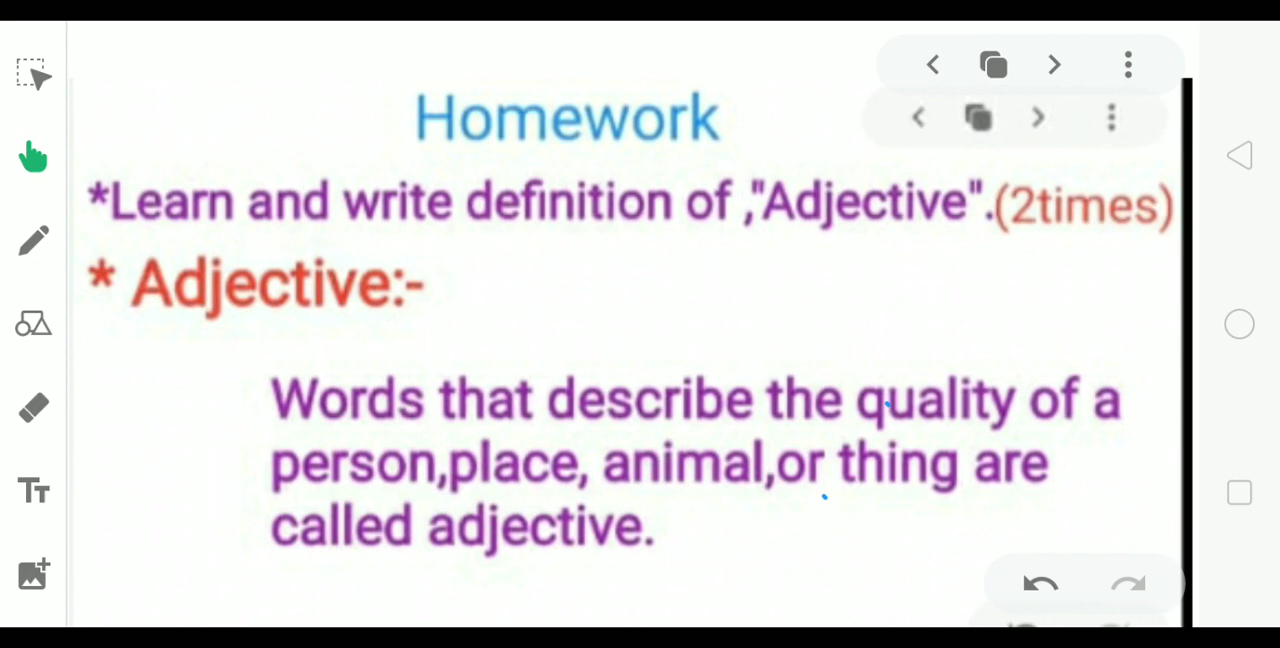 Homework
*Learn and write definition of ,"Adjective".(2times)
* Adjective:-
Words that describe the quality of a
person,place, animal,or thing are
called adjective.
Tт